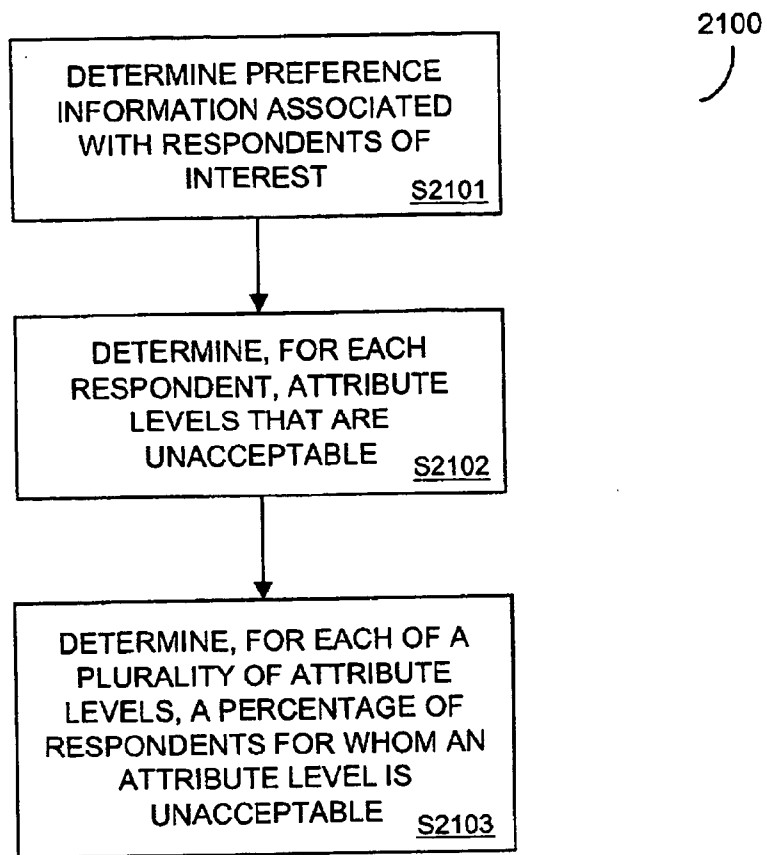 2100
DETERMINE PREFERENCE
INFORMATION ASSOCIATED
WITH RESPONDENTS OF
INTEREST
S2101
DETERMINE, FOR EACH
RESPONDENT, ATTRIBUTE
LEVELS THAT ARE
UNACCEPTABLE
S2102
DETERMINE, FOR EACH OF A
PLURALITY OF ATTRIBUTE
LEVELS, A PERCENTAGE OF
RESPONDENTS FOR WHOM AN
ATTRIBUTE LEVEL IS
UNACCEPTABLE
S2103